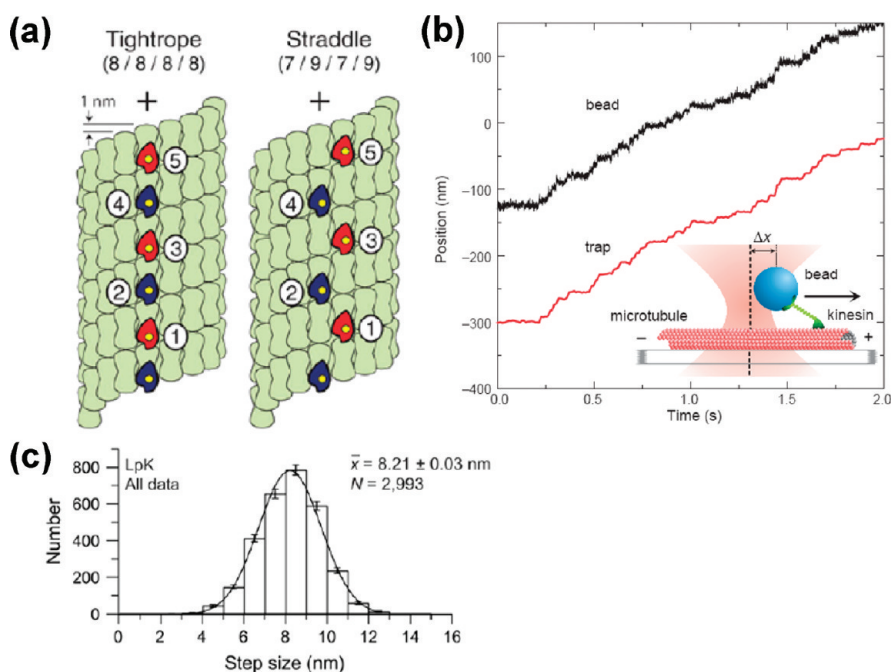 (a)
Tightrope
(8 / 8 / 8 / 8)
+
1 nm
5
4
3
2
1
Straddle
(7 / 9 / 7 / 9)
+
5
4
3
2
1
(b)
Position (nm)
100
0
−100
−200
−300
−400
bead
trap
Δx
bead
microtubule
kinesin
−
+
0.0
0.5
1.0
1.5
2.0
Time (s)
(c)
LpK
All data
x̄ = 8.21 ± 0.03 nm
N = 2,993
Number
800
600
400
200
0
0 2 4 6 8 10 12 14 16
Step size (nm)